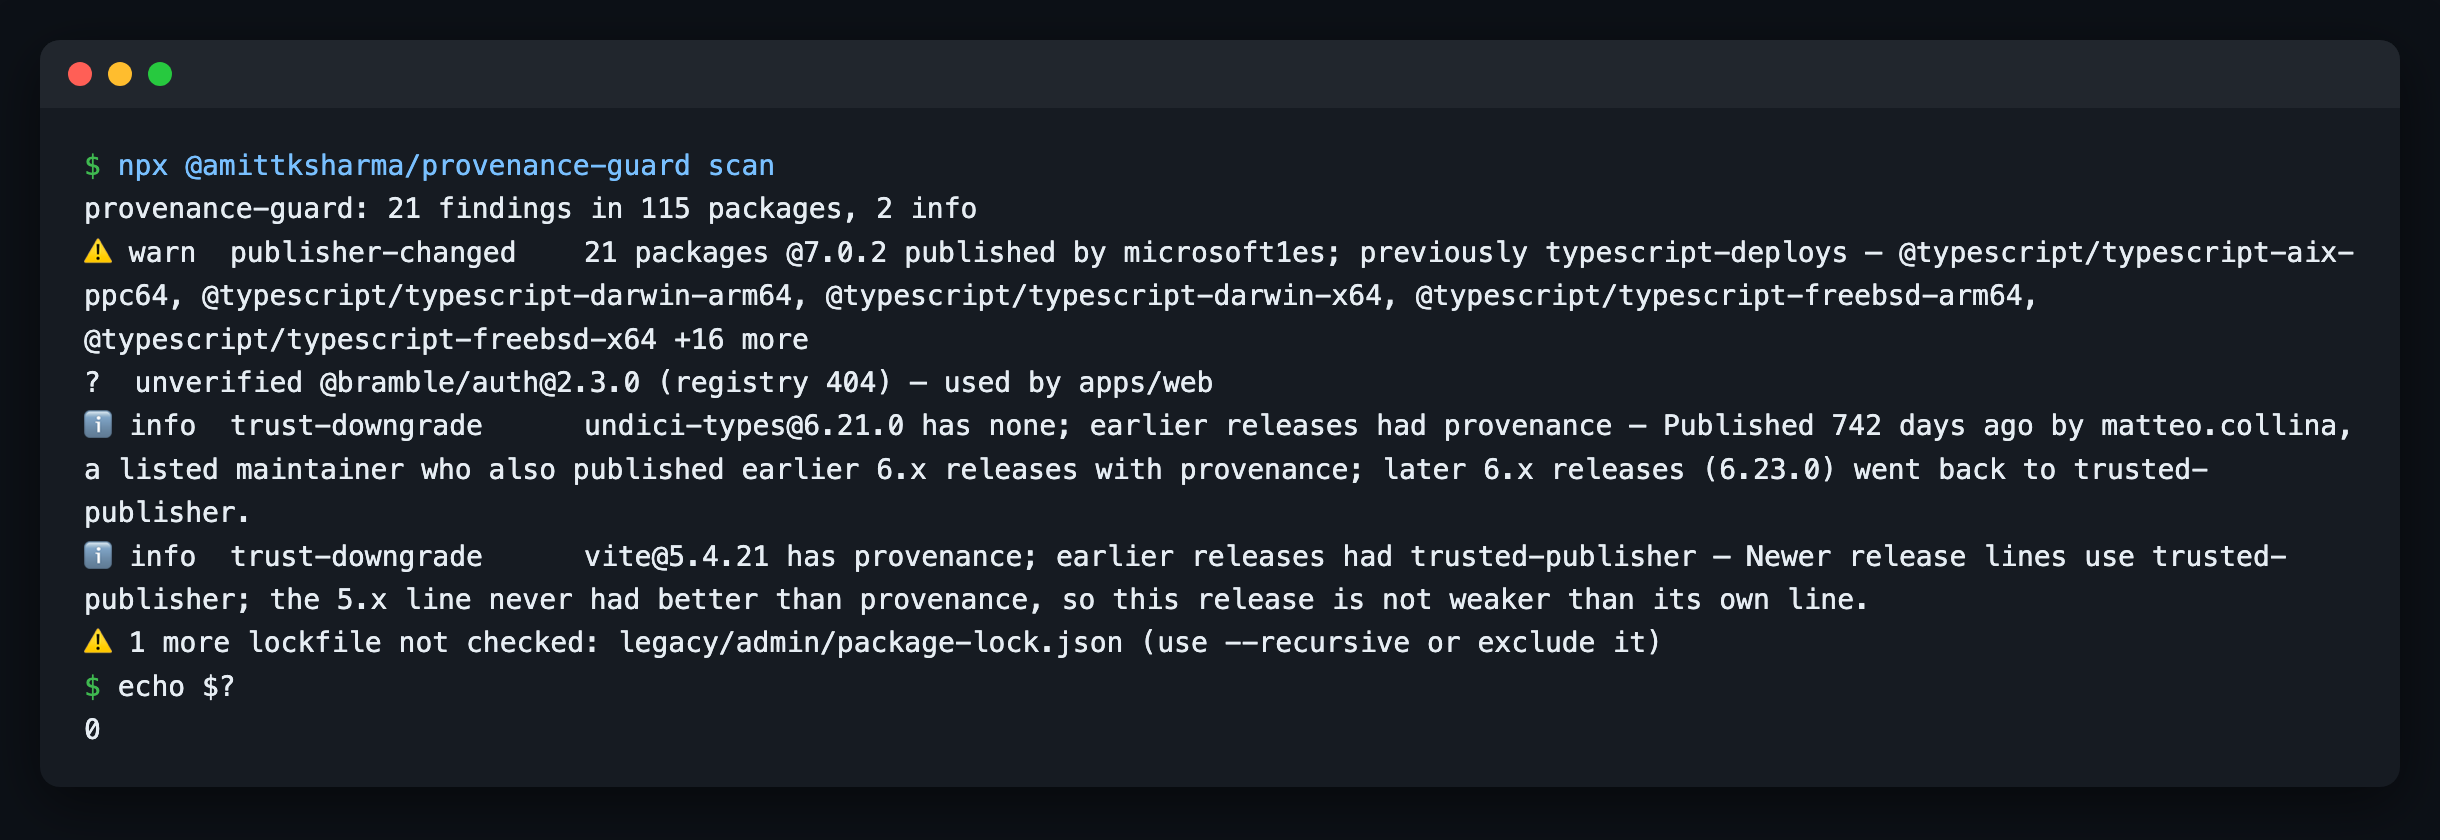 $ npx @amittksharma/provenance-guard scan
provenance-guard: 21 findings in 115 packages, 2 info
⚠️ warn  publisher-changed    21 packages @7.0.2 published by microsoft1es; previously typescript-deploys — @typescript/typescript-aix-
ppc64, @typescript/typescript-darwin-arm64, @typescript/typescript-darwin-x64, @typescript/typescript-freebsd-arm64,
@typescript/typescript-freebsd-x64 +16 more
?  unverified @bramble/auth@2.3.0 (registry 404) — used by apps/web
ℹ️ info  trust-downgrade      undici-types@6.21.0 has none; earlier releases had provenance — Published 742 days ago by matteo.collina,
a listed maintainer who also published earlier 6.x releases with provenance; later 6.x releases (6.23.0) went back to trusted-
publisher.
ℹ️ info  trust-downgrade      vite@5.4.21 has provenance; earlier releases had trusted-publisher — Newer release lines use trusted-
publisher; the 5.x line never had better than provenance, so this release is not weaker than its own line.
⚠️ 1 more lockfile not checked: legacy/admin/package-lock.json (use --recursive or exclude it)
$ echo $?
0